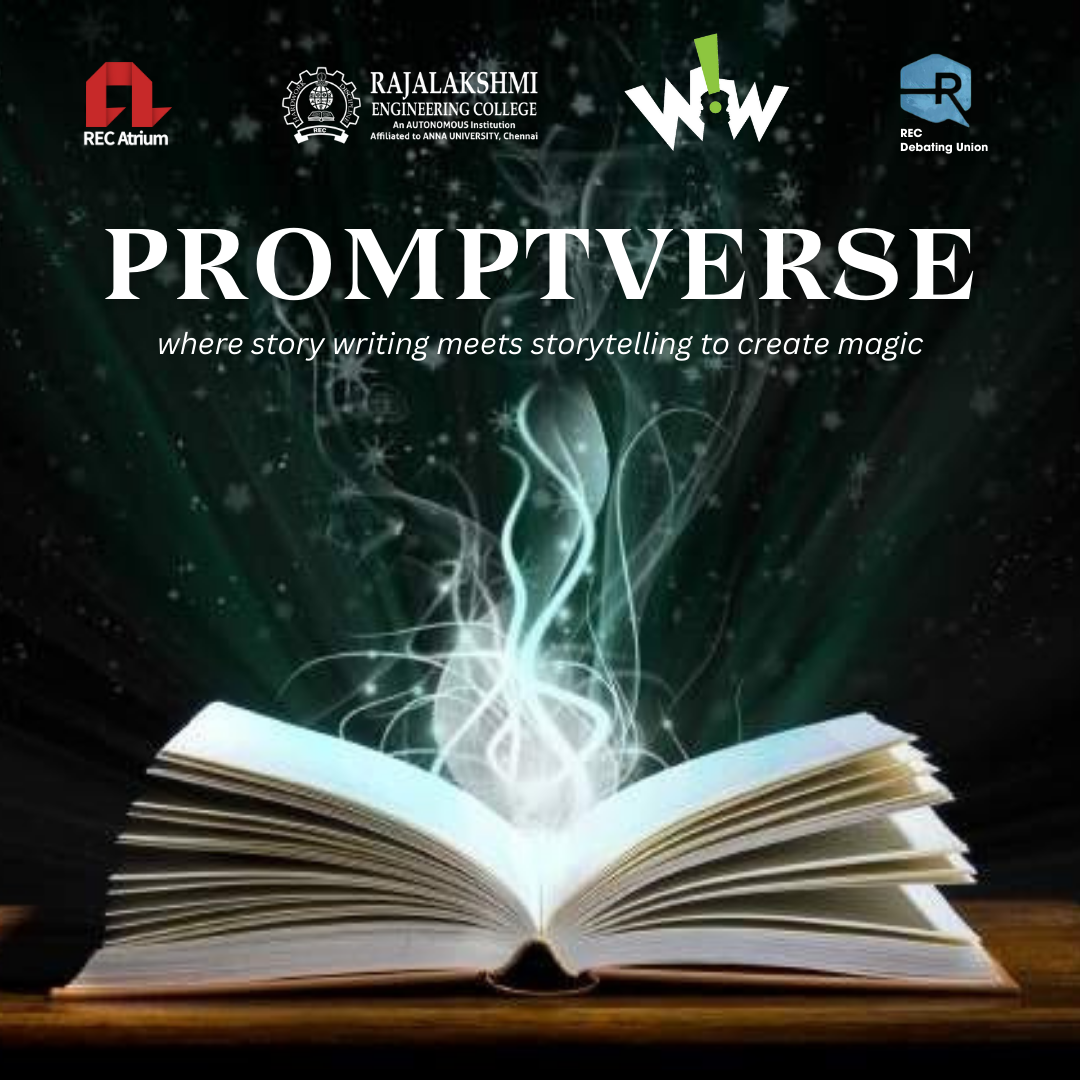 REC Atrium
RAJALAKSHMI
ENGINEERING COLLEGE
An AUTONOMOUS Institution
Affiliated to ANNA UNIVERSITY, Chennai
REC
W!W
R
REC
Debating Union
PROMPTVERSE
where story writing meets storytelling to create magic